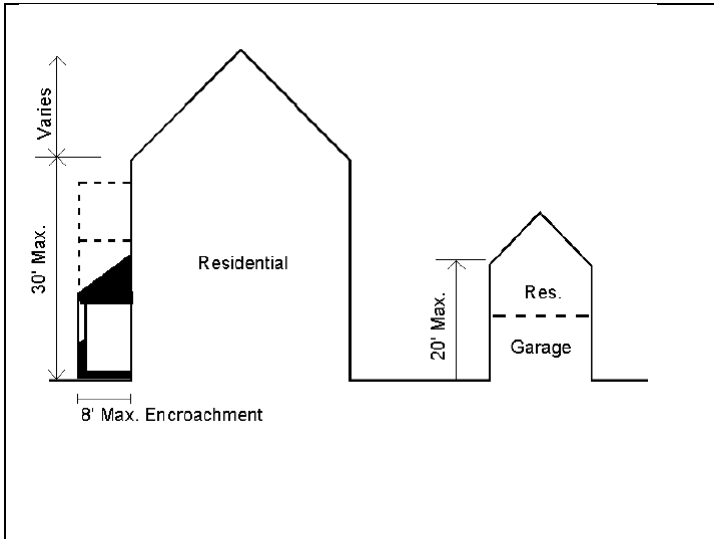 Varies
30' Max.
Residential
8' Max. Encroachment
20' Max.
Res.
Garage